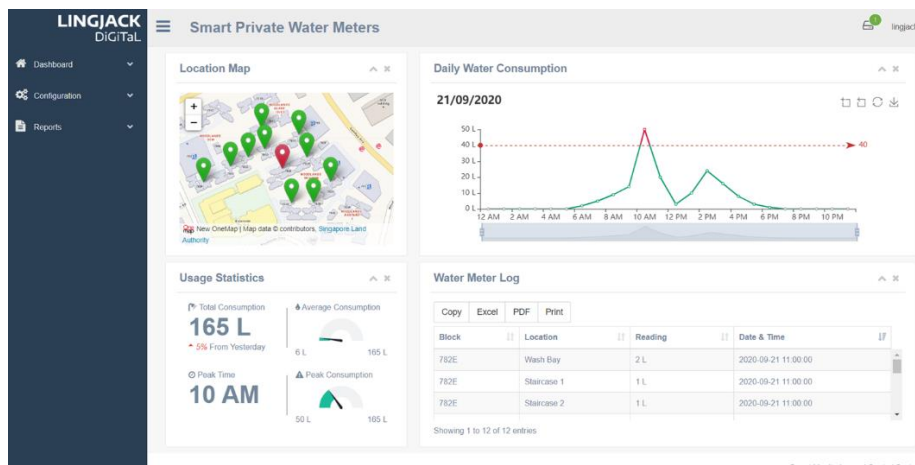 LINGJACK
DiGiTaL
Smart Private Water Meters
1
lingjack
Dashboard
Configuration
Reports
Location Map
+
−
New OneMap | Map data © contributors, Singapore Land
Authority
Daily Water Consumption
21/09/2020
50 L
40 L
40
30 L
20 L
10 L
0 L
12 AM 2 AM 4 AM 6 AM 8 AM 10 AM 12 PM 2 PM 4 PM 6 PM 8 PM 10 PM
Usage Statistics
Total Consumption
165 L
5% From Yesterday
Average Consumption
6 L 165 L
Peak Time
10 AM
Peak Consumption
50 L 165 L
Water Meter Log
Copy Excel PDF Print
Block Location Reading Date & Time
782E Wash Bay 2 L 2020-09-21 11:00:00
782E Staircase 1 1 L 2020-09-21 11:00:00
782E Staircase 2 1 L 2020-09-21 11:00:00
Showing 1 to 12 of 12 entries